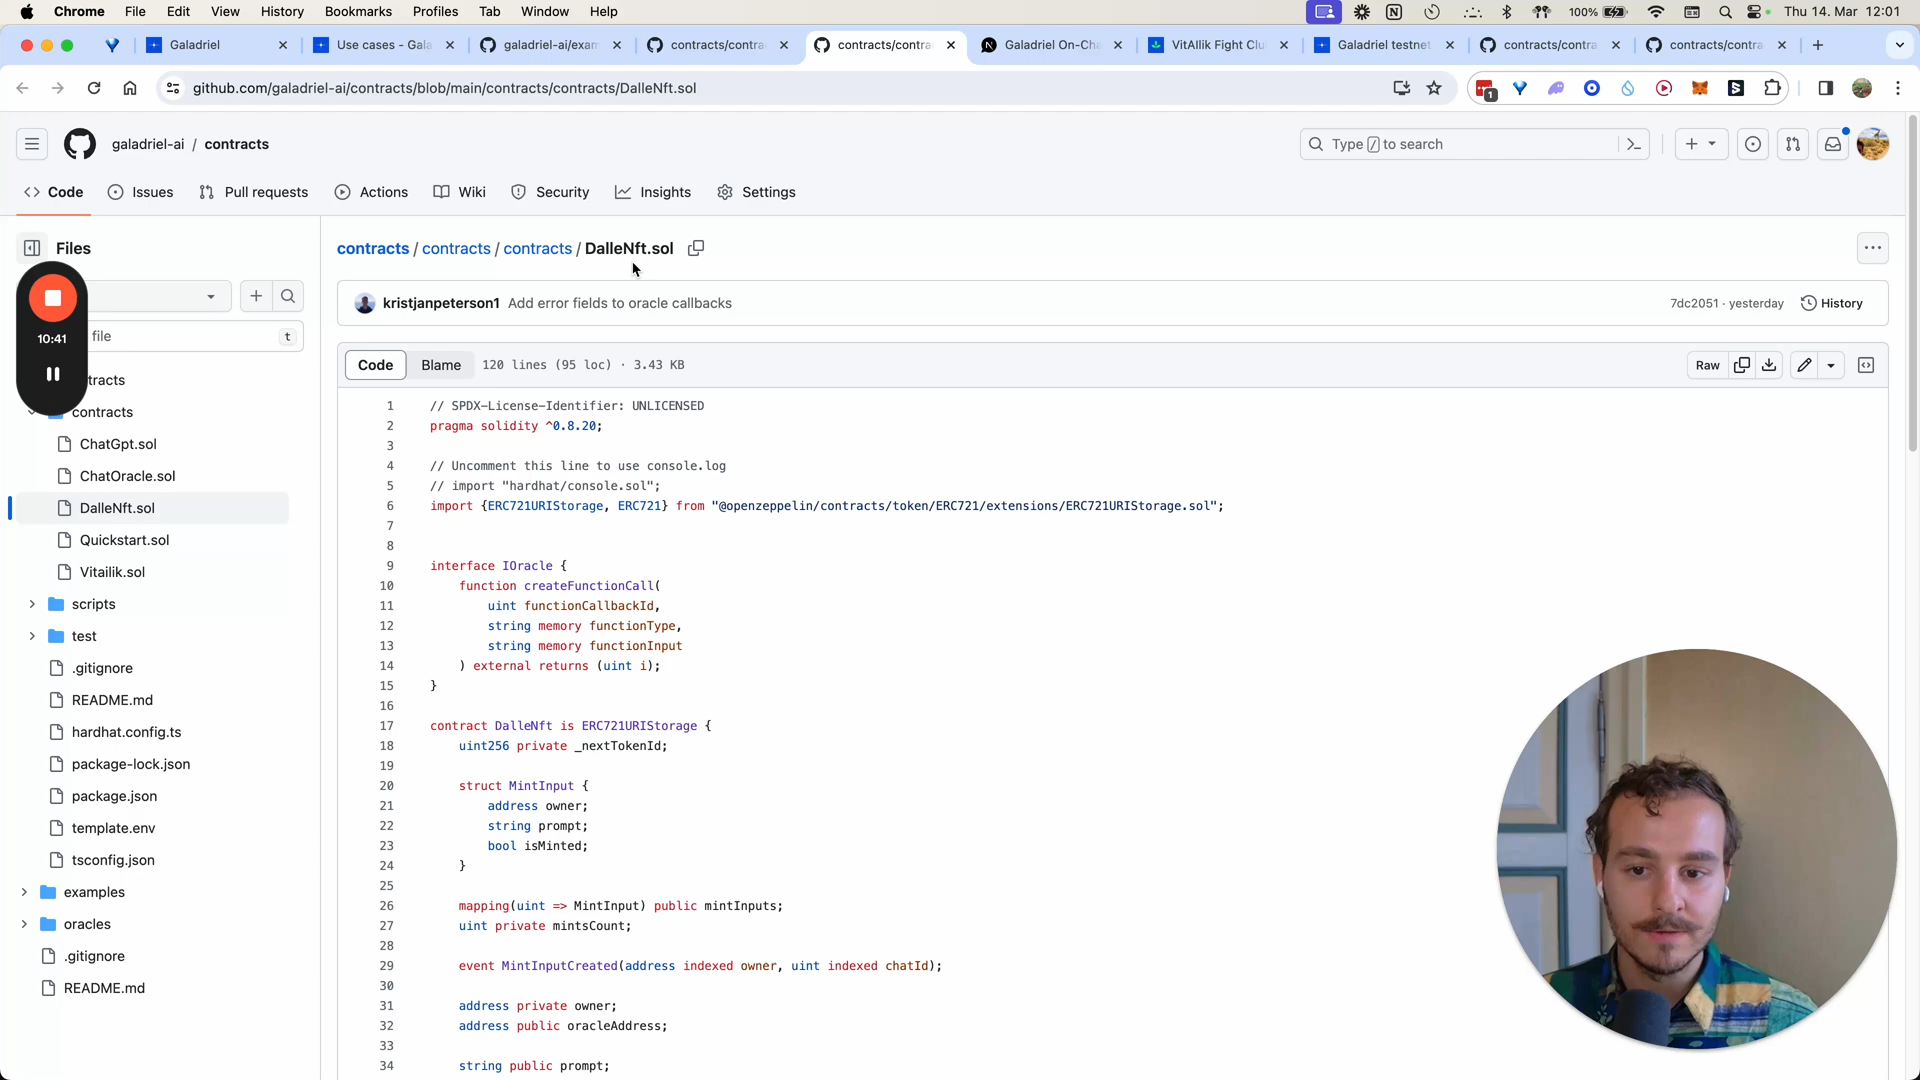 Chrome File Edit View History Bookmarks Profiles Tab Window Help 100% Thu 14. Mar 12:01
Galadriel Use cases - Gala galadriel-ai/exam contracts/contra contracts/contra Galadriel On-Cha VitAIlik Fight Clu Galadriel testnet contracts/contra contracts/contra
github.com/galadriel-ai/contracts/blob/main/contracts/contracts/DalleNft.sol 1
galadriel-ai / contracts Type / to search
Code Issues Pull requests Actions Wiki Security Insights Settings
Files
contracts / contracts / contracts / DalleNft.sol
kristjanpeterson1 Add error fields to oracle callbacks 7dc2051 · yesterday History
10:41
file t
Code Blame 120 lines (95 loc) · 3.43 KB Raw
tracts
contracts
ChatGpt.sol
ChatOracle.sol
DalleNft.sol
Quickstart.sol
Vitailik.sol
scripts
test
.gitignore
README.md
hardhat.config.ts
package-lock.json
package.json
template.env
tsconfig.json
examples
oracles
.gitignore
README.md
1 // SPDX-License-Identifier: UNLICENSED
2 pragma solidity ^0.8.20;
3
4 // Uncomment this line to use console.log
5 // import "hardhat/console.sol";
6 import {ERC721URIStorage, ERC721} from "@openzeppelin/contracts/token/ERC721/extensions/ERC721URIStorage.sol";
7
8
9 interface IOracle {
10 function createFunctionCall(
11 uint functionCallbackId,
12 string memory functionType,
13 string memory functionInput
14 ) external returns (uint i);
15 }
16
17 contract DalleNft is ERC721URIStorage {
18 uint256 private _nextTokenId;
19
20 struct MintInput {
21 address owner;
22 string prompt;
23 bool isMinted;
24 }
25
26 mapping(uint => MintInput) public mintInputs;
27 uint private mintsCount;
28
29 event MintInputCreated(address indexed owner, uint indexed chatId);
30
31 address private owner;
32 address public oracleAddress;
33
34 string public prompt;